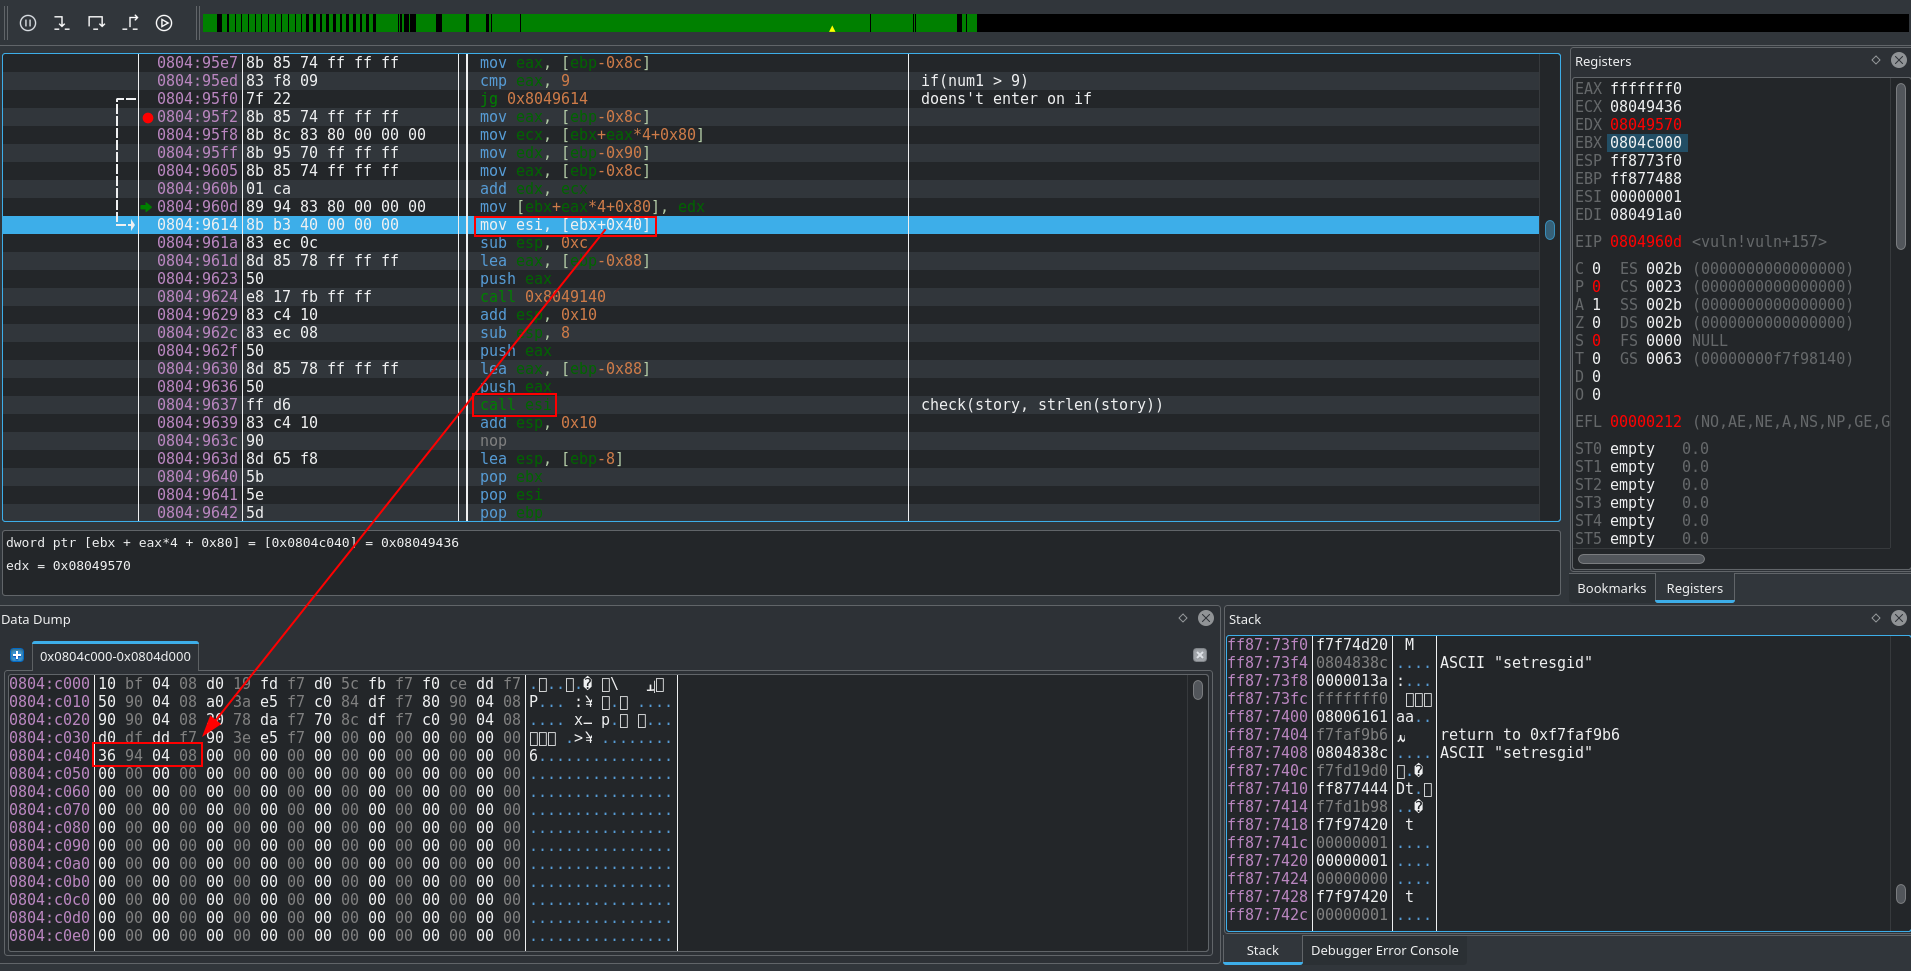 0804:95e7 8b 85 74 ff ff ff mov eax, [ebp-0x8c]
0804:95ed 83 f8 09 cmp eax, 9 if(num1 > 9)
0804:95f0 7f 22 jg 0x8049614 doens't enter on if
0804:95f2 8b 85 74 ff ff ff mov eax, [ebp-0x8c]
0804:95f8 8b 8c 83 80 00 00 00 mov ecx, [ebx+eax*4+0x80]
0804:95ff 8b 95 70 ff ff ff mov edx, [ebp-0x90]
0804:9605 8b 85 74 ff ff ff mov eax, [ebp-0x8c]
0804:960b 01 ca add edx, ecx
0804:960d 89 94 83 80 00 00 00 mov [ebx+eax*4+0x80], edx
0804:9614 8b b3 40 00 00 00 mov esi, [ebx+0x40]
0804:961a 83 ec 0c sub esp, 0xc
0804:961d 8d 85 78 ff ff ff lea eax, [ebp-0x88]
0804:9623 50 push eax
0804:9624 e8 17 fb ff ff call 0x8049140
0804:9629 83 c4 10 add esp, 0x10
0804:962c 83 ec 08 sub esp, 8
0804:962f 50 push eax
0804:9630 8d 85 78 ff ff ff lea eax, [ebp-0x88]
0804:9636 50 push eax
0804:9637 ff d6 call esi check(story, strlen(story))
0804:9639 83 c4 10 add esp, 0x10
0804:963c 90 nop
0804:963d 8d 65 f8 lea esp, [ebp-8]
0804:9640 5b pop ebx
0804:9641 5e pop esi
0804:9642 5d pop ebp
dword ptr [ebx + eax*4 + 0x80] = [0x0804c040] = 0x08049436
edx = 0x08049570
Registers
EAX fffffff0
ECX 08049436
EDX 08049570
EBX 0804c000
ESP ff8773f0
EBP ff877488
ESI 00000001
EDI 080491a0
EIP 0804960d <vuln!vuln+157>
C 0 ES 002b (0000000000000000)
P 0 CS 0023 (0000000000000000)
A 1 SS 002b (0000000000000000)
Z 0 DS 002b (0000000000000000)
S 0 FS 0000 NULL
T 0 GS 0063 (00000000f7f98140)
D 0
O 0
EFL 00000212 (NO,AE,NE,A,NS,NP,GE,G
ST0 empty 0.0
ST1 empty 0.0
ST2 empty 0.0
ST3 empty 0.0
ST4 empty 0.0
ST5 empty 0.0
Bookmarks Registers
Data Dump
0x0804c000-0x0804d000
0804:c000 10 bf 04 08 d0 19 fd f7 d0 5c fb f7 f0 ce dd f7
0804:c010 50 90 04 08 a0 3a e5 f7 c0 84 df f7 80 90 04 08
0804:c020 90 90 04 08 78 da f7 70 8c df f7 c0 90 04 08
0804:c030 d0 df dd f7 90 3e e5 f7 00 00 00 00 00 00 00 00
0804:c040 36 94 04 08 00 00 00 00 00 00 00 00 00 00 00 00 6...............
0804:c050 00 00 00 00 00 00 00 00 00 00 00 00 00 00 00 00 ................
0804:c060 00 00 00 00 00 00 00 00 00 00 00 00 00 00 00 00 ................
0804:c070 00 00 00 00 00 00 00 00 00 00 00 00 00 00 00 00 ................
0804:c080 00 00 00 00 00 00 00 00 00 00 00 00 00 00 00 00 ................
0804:c090 00 00 00 00 00 00 00 00 00 00 00 00 00 00 00 00 ................
0804:c0a0 00 00 00 00 00 00 00 00 00 00 00 00 00 00 00 00 ................
0804:c0b0 00 00 00 00 00 00 00 00 00 00 00 00 00 00 00 00 ................
0804:c0c0 00 00 00 00 00 00 00 00 00 00 00 00 00 00 00 00 ................
0804:c0d0 00 00 00 00 00 00 00 00 00 00 00 00 00 00 00 00 ................
0804:c0e0 00 00 00 00 00 00 00 00 00 00 00 00 00 00 00 00 ................
Stack
ff87:73f0 f7f74d20 M
ff87:73f4 0804838c .... ASCII "setresgid"
ff87:73f8 0000013a :...
ff87:73fc fffffff0
ff87:7400 08006161 aa..
ff87:7404 f7faf9b6 return to 0xf7faf9b6
ff87:7408 0804838c .... ASCII "setresgid"
ff87:740c f7fd19d0
ff87:7410 ff877444 Dt.
ff87:7414 f7fd1b98 ..
ff87:7418 f7f97420 t
ff87:741c 00000001 ....
ff87:7420 00000001 ....
ff87:7424 00000000 ....
ff87:7428 f7f97420 t
ff87:742c 00000001 ....
Stack Debugger Error Console